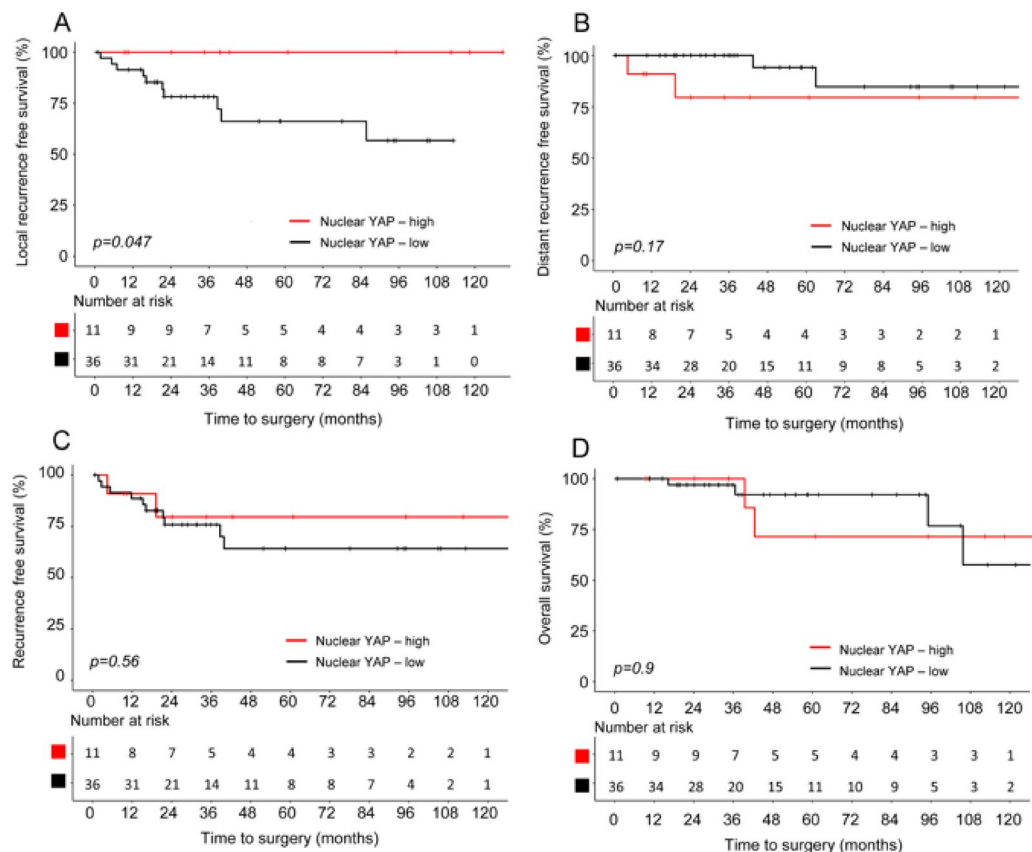 A
Local recurrence free survival (%)
100
75
50
25
0
Nuclear YAP – high
Nuclear YAP – low
p=0.047
0 12 24 36 48 60 72 84 96 108 120
Number at risk
11 9 9 7 5 5 4 4 3 3 1
36 31 21 14 11 8 8 7 3 1 0
0 12 24 36 48 60 72 84 96 108 120
Time to surgery (months)
B
Distant recurrence free survival (%)
100
75
50
25
0
Nuclear YAP – high
Nuclear YAP – low
p=0.17
0 12 24 36 48 60 72 84 96 108 120
Number at risk
11 8 7 5 4 4 3 3 2 2 1
36 34 28 20 15 11 9 8 5 3 2
0 12 24 36 48 60 72 84 96 108 120
Time to surgery (months)
C
Recurrence free survival (%)
100
75
50
25
0
Nuclear YAP – high
Nuclear YAP – low
p=0.56
0 12 24 36 48 60 72 84 96 108 120
Number at risk
11 8 7 5 4 4 3 3 2 2 1
36 31 21 14 11 8 8 7 4 2 1
0 12 24 36 48 60 72 84 96 108 120
Time to surgery (months)
D
Overall survival (%)
100
75
50
25
0
Nuclear YAP – high
Nuclear YAP – low
p=0.9
0 12 24 36 48 60 72 84 96 108 120
Number at risk
11 9 9 7 5 5 4 4 3 3 1
36 34 28 20 15 11 10 9 5 3 2
0 12 24 36 48 60 72 84 96 108 120
Time to surgery (months)